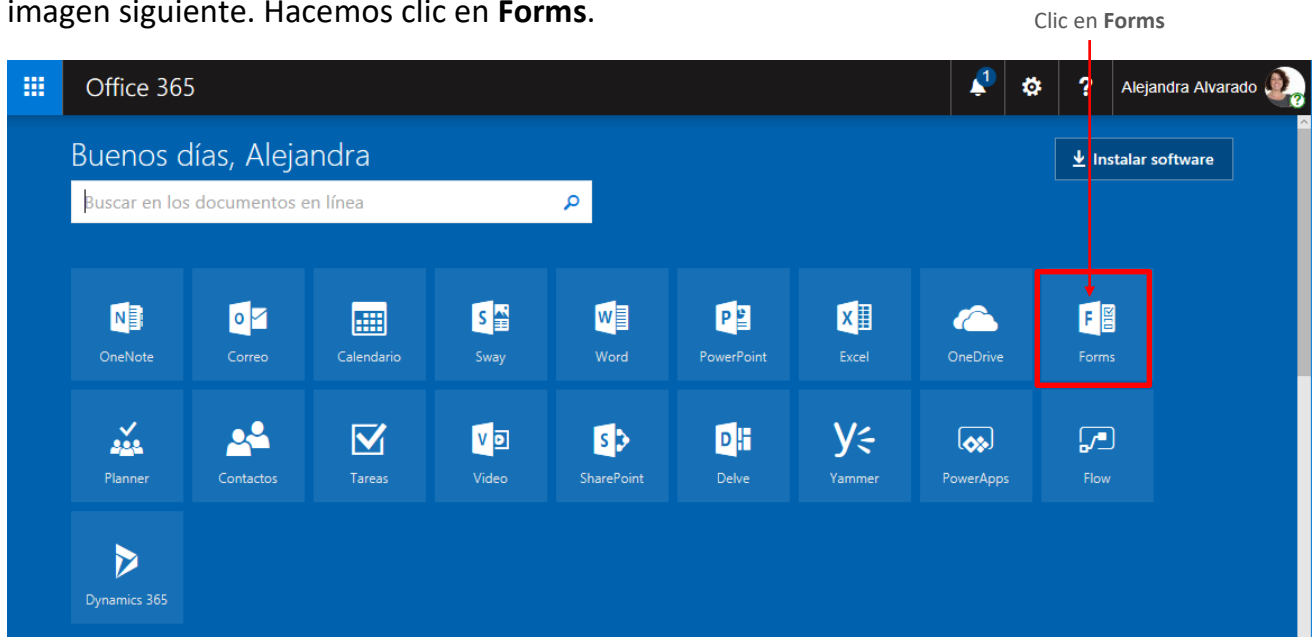 imagen siguiente. Hacemos clic en Forms.
Clic en Forms
Office 365
1
?
Alejandra Alvarado
?
Buenos días, Alejandra
Instalar software
Buscar en los documentos en línea
N
OneNote
o
Correo
Calendario
S
Sway
W
Word
P
PowerPoint
X
Excel
OneDrive
F
Forms
Planner
Contactos
Tareas
V
Video
S
SharePoint
D
Delve
y
Yammer
PowerApps
Flow
Dynamics 365